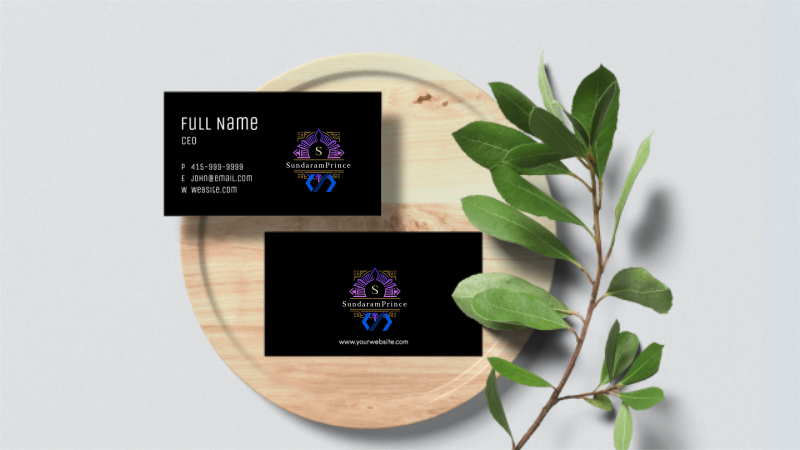 Full Name
CEO
P 415-999-9999
E john@email.com
W website.com
S
SundaramPrince
S
SundaramPrince
www.yourwebsite.com